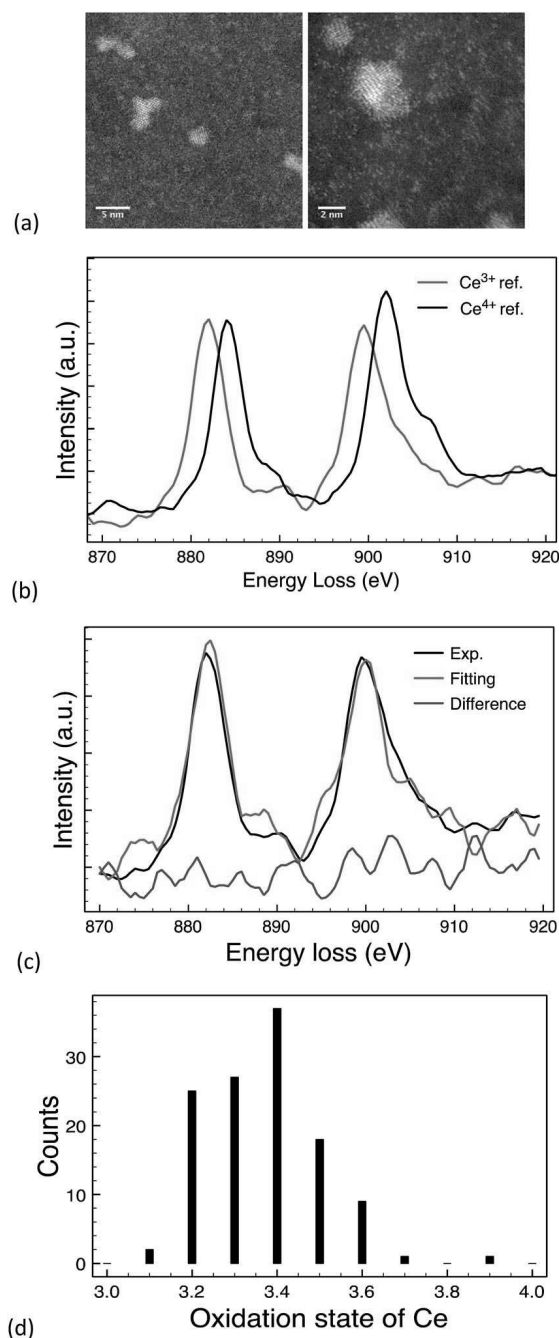 5 nm
2 nm
(a)
Ce³⁺ ref.
Ce⁴⁺ ref.
Intensity (a.u.)
870 880 890 900 910 920
Energy Loss (eV)
(b)
Exp.
Fitting
Difference
Intensity (a.u.)
870 880 890 900 910 920
Energy loss (eV)
(c)
30
20
10
0
Counts
3.0 3.2 3.4 3.6 3.8 4.0
Oxidation state of Ce
(d)